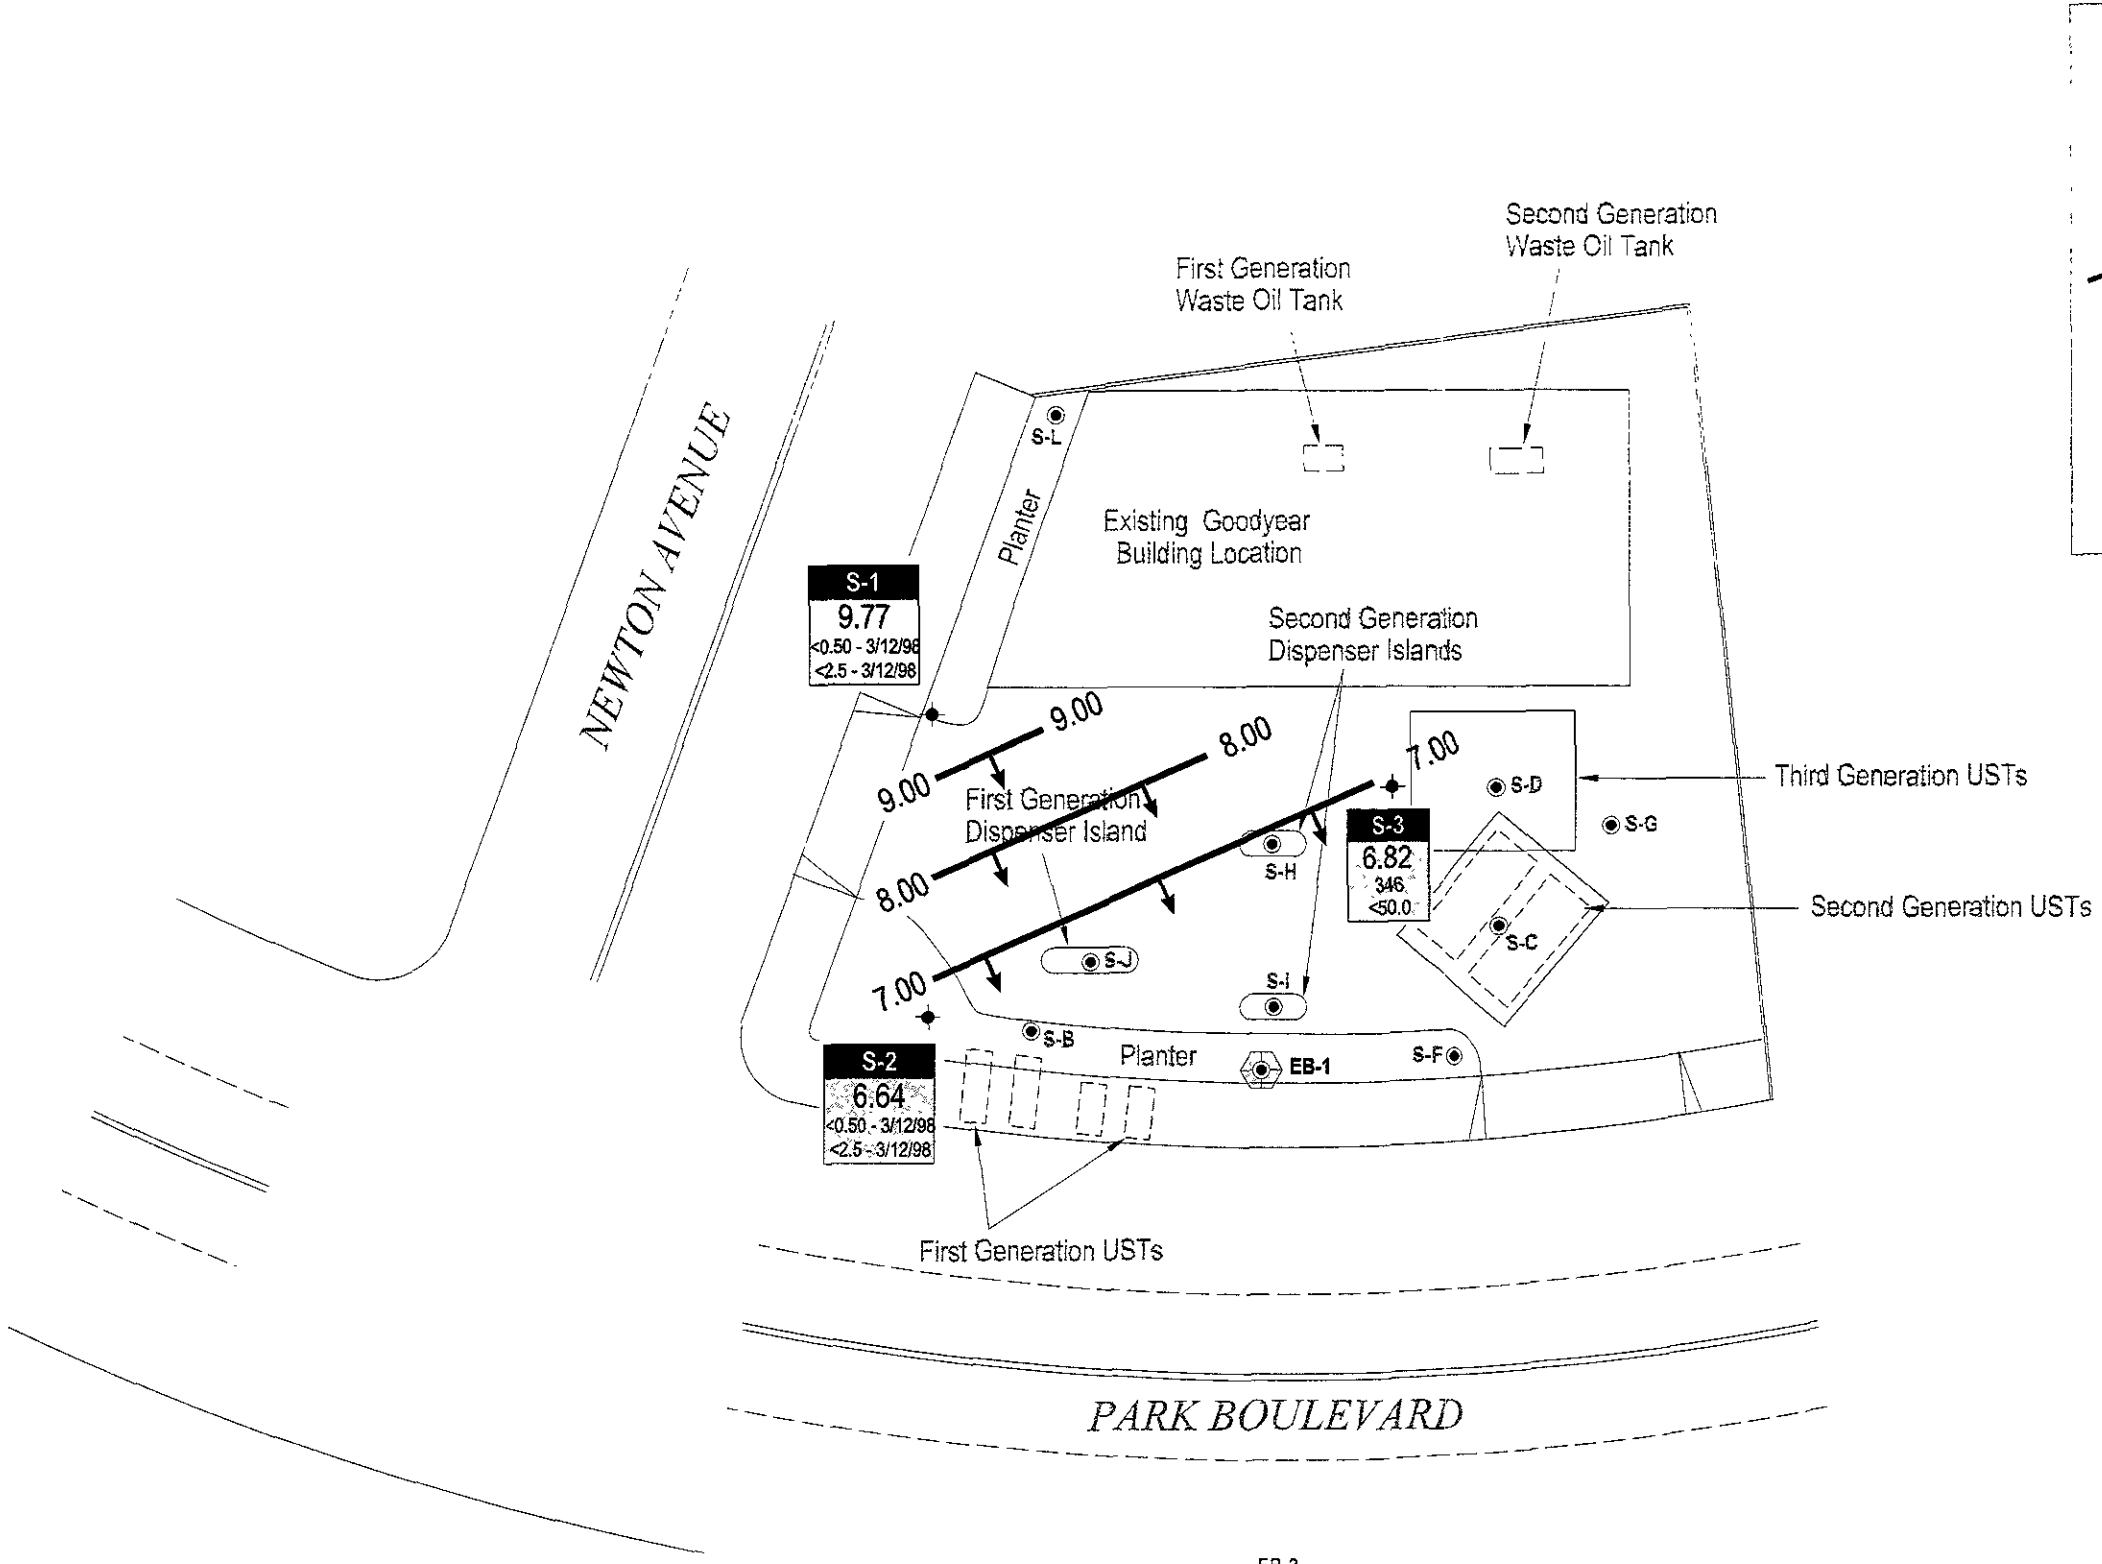 Second Generation
Waste Oil Tank
First Generation
Waste Oil Tank
NEWTON AVENUE
S-L
Planter
Existing Goodyear
Building Location
S-1
9.77
<0.50 - 3/12/98
<2.5 - 3/12/98
Second Generation
Dispenser Islands
9.00
9.00
8.00
8.00
7.00
7.00
First Generation
Dispenser Island
S-D
Third Generation USTs
S-G
S-3
6.82
346
<50.0
S-H
Second Generation USTs
S-C
S-J
S-I
S-B
Planter
EB-1
S-F
S-2
6.64
<0.50 - 3/12/98
<2.5 - 3/12/98
First Generation USTs
PARK BOULEVARD